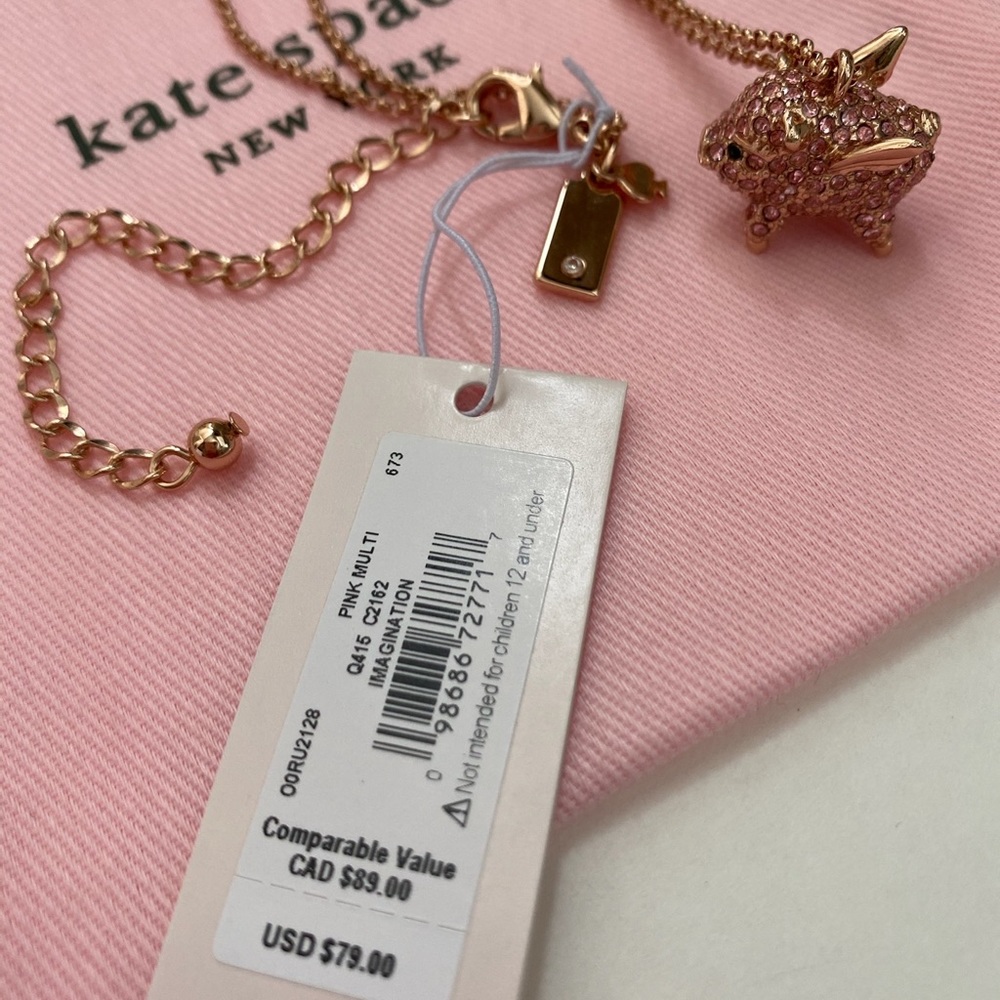 kate spade
NEW YORK
673
PINK MULTI
Q415 C2162
IMAGINATION
0 98686 72771 7
Not intended for children 12 and under
OORU2128
Comparable Value
CAD $89.00
USD $79.00